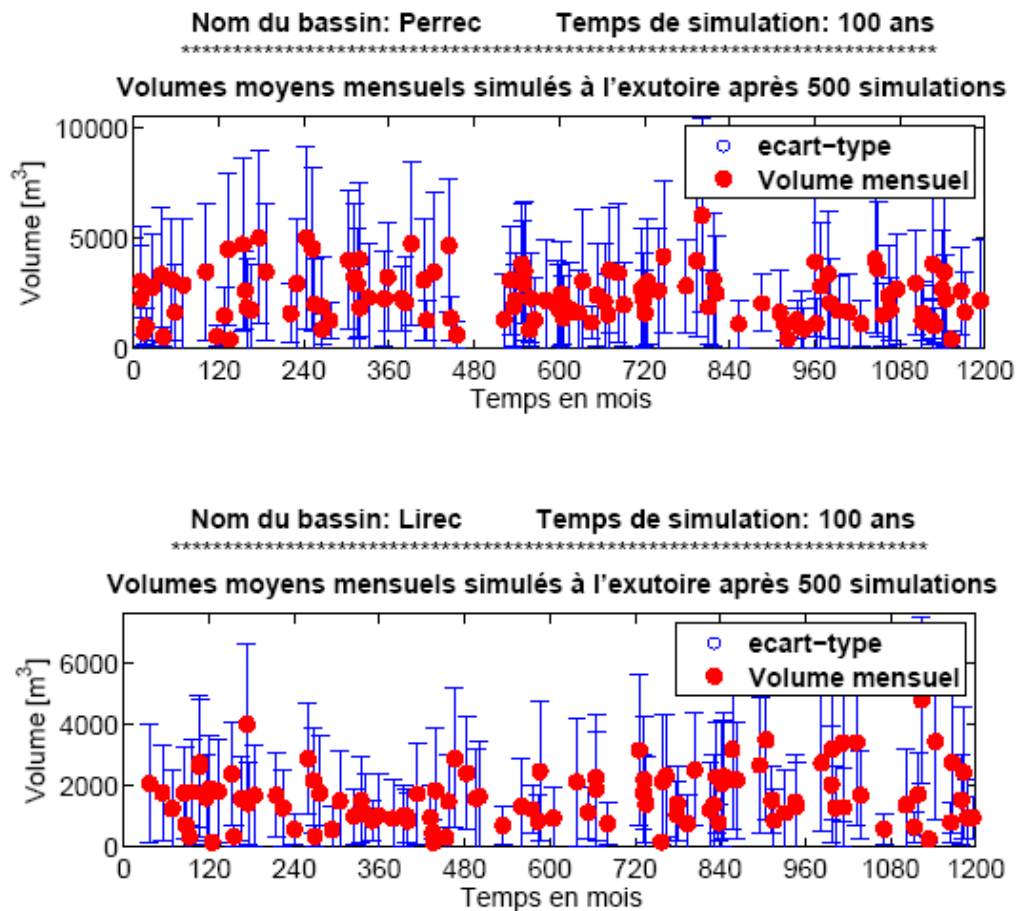 Nom du bassin: Perrec Temps de simulation: 100 ans
**************************************************************************
Volumes moyens mensuels simulés à l'exutoire après 500 simulations
10000
5000
0
Volume [m³]
ecart−type
Volume mensuel
0 120 240 360 480 600 720 840 960 1080 1200
Temps en mois
Nom du bassin: Lirec Temps de simulation: 100 ans
**************************************************************************
Volumes moyens mensuels simulés à l'exutoire après 500 simulations
6000
4000
2000
0
Volume [m³]
ecart−type
Volume mensuel
0 120 240 360 480 600 720 840 960 1080 1200
Temps en mois